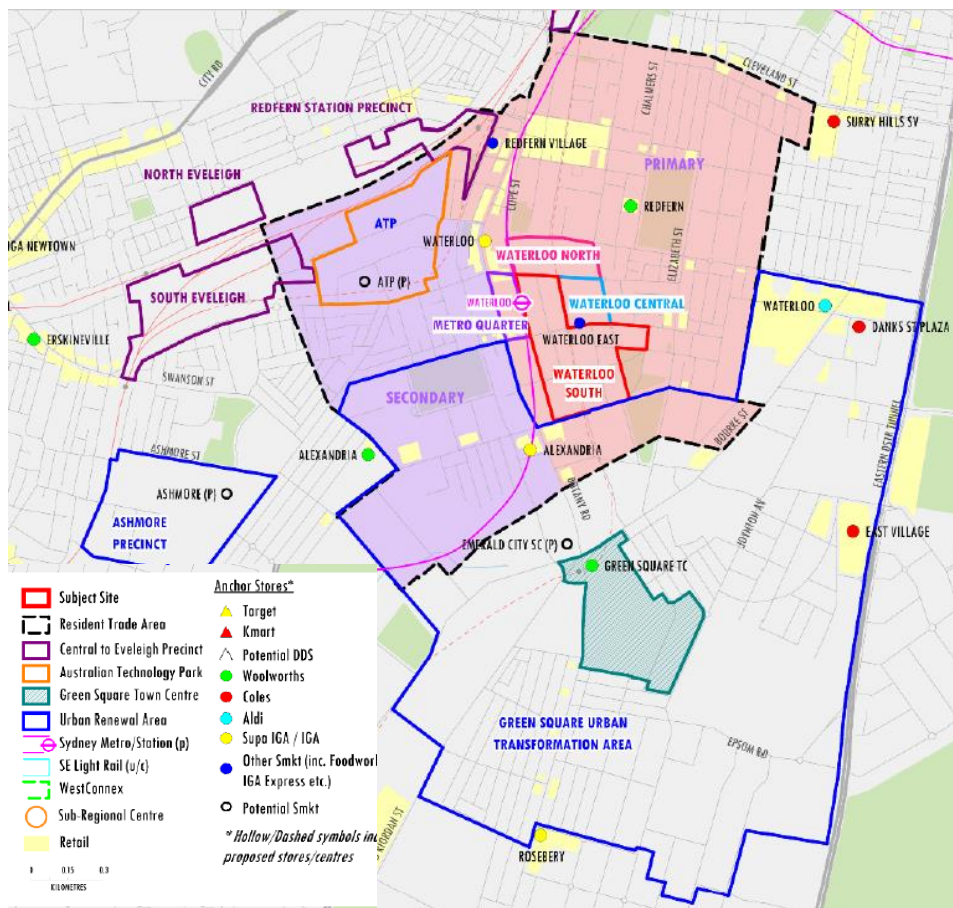 CITY RD
CLEVELAND ST
CHALMERS ST
REDFERN STATION PRECINCT
SURRY HILLS SV
REDFERN VILLAGE
PRIMARY
NORTH EVELEIGH
COPE ST
REDFERN
ATP
ELIZABETH ST
OGA NEWTOWN
WATERLOO
WATERLOO NORTH
ATP (P)
SOUTH EVELEIGH
WATERLOO
WATERLOO CENTRAL
WATERLOO
METRO QUARTER
DANKS ST PLAZA
ERSKINEVILLE
WATERLOO EAST
SWANSON ST
WATERLOO
SOUTH
SECONDARY
BOURKE ST
EASTERN DSTR TUNNEL
ASHMORE ST
ALEXANDRIA
ALEXANDRIA
ASHMORE (P)
BOTANY RD
JOYNTON AV
ASHMORE
PRECINCT
EMERALD CITY SC (P)
EAST VILLAGE
GREEN SQUARE TC
GREEN SQUARE URBAN
TRANSFORMATION AREA
EPSOM RD
RIORDAN ST
ROSEBERY
Subject Site
Resident Trade Area
Central to Eveleigh Precinct
Australian Technology Park
Green Square Town Centre
Urban Renewal Area
Sydney Metro/Station (p)
SE Light Rail (u/c)
WestConnex
Sub-Regional Centre
Retail
0 0.15 0.3
KILOMETRES
Anchor Stores*
Target
Kmart
Potential DDS
Woolworths
Coles
Aldi
Supa IGA / IGA
Other Smkt (inc. Foodwork
IGA Express etc.)
Potential Smkt
* Hollow/Dashed symbols inc
proposed stores/centres